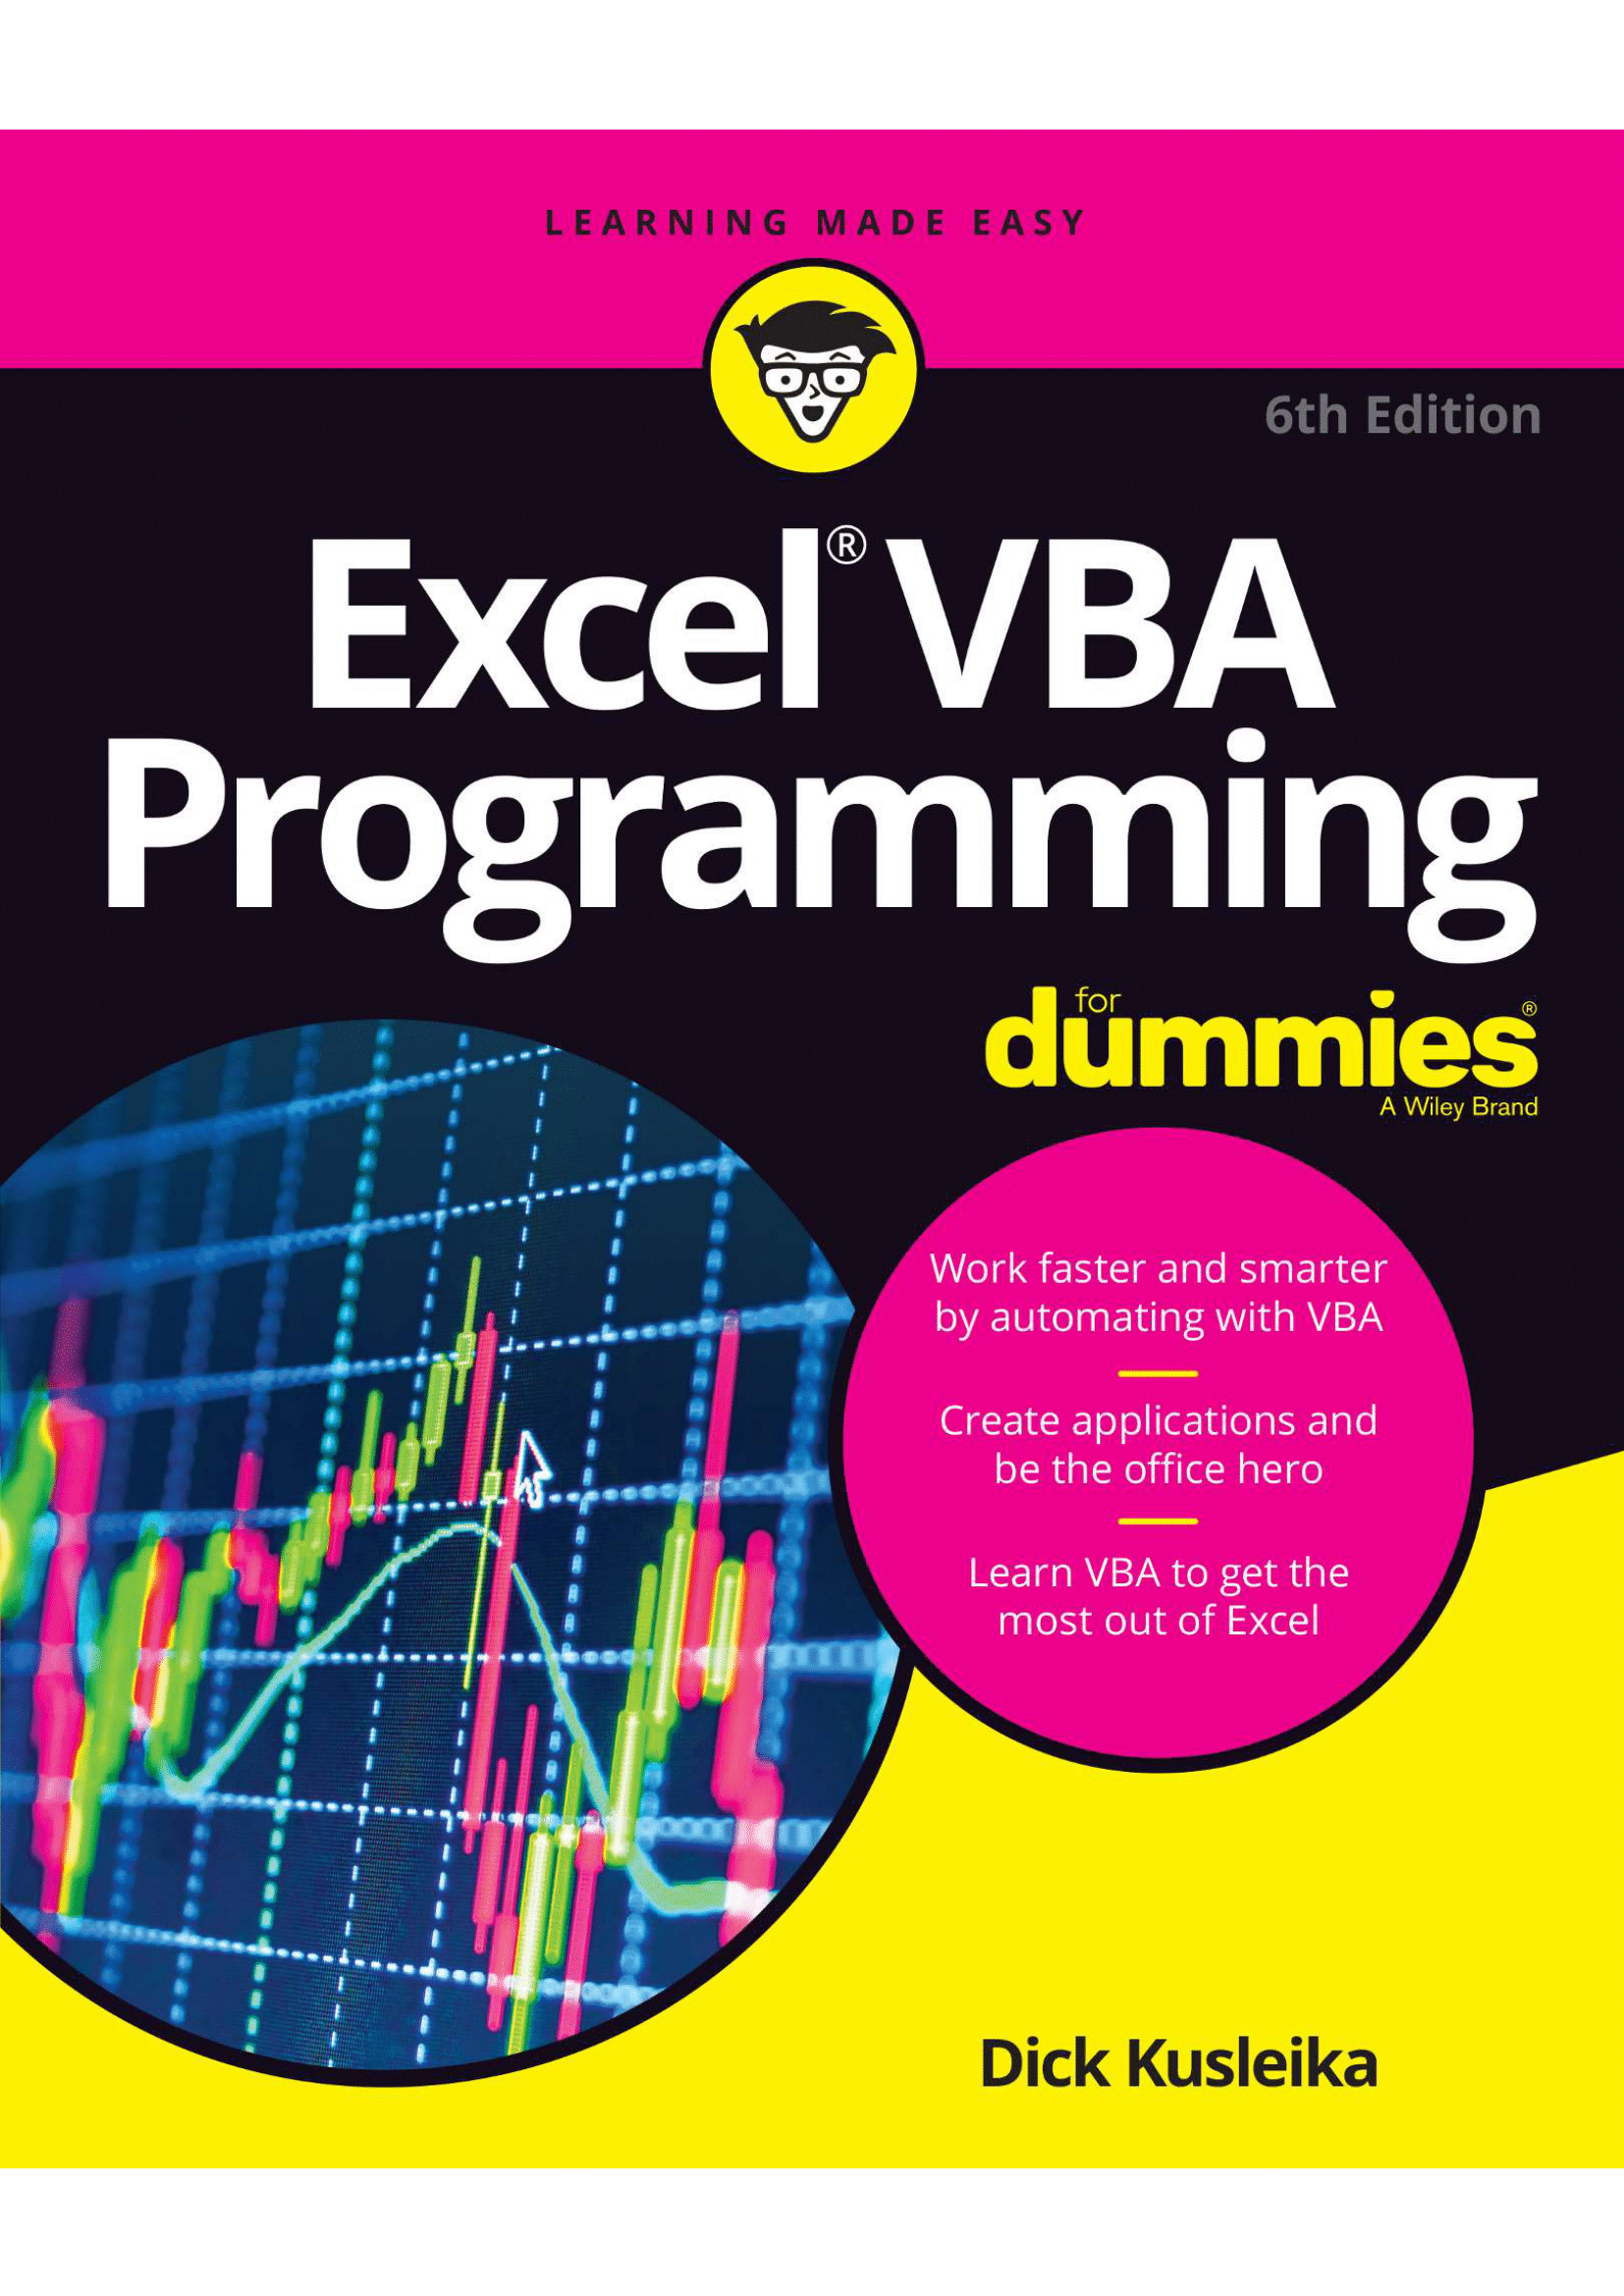 LEARNING MADE EASY
6th Edition
Excel® VBA
Programming
for
dummies®
A Wiley Brand
Work faster and smarter
by automating with VBA
Create applications and
be the office hero
Learn VBA to get the
most out of Excel
Dick Kusleika